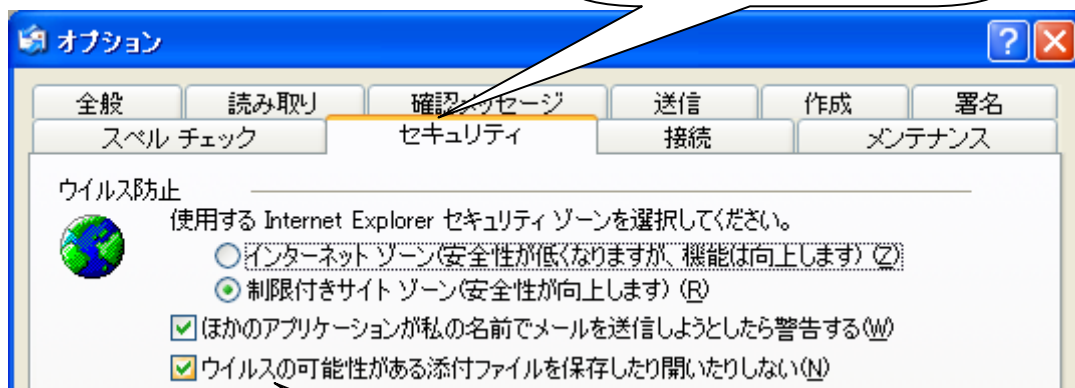 オプション
全般 読み取り 確認メッセージ 送信 作成 署名
スペル チェック セキュリティ 接続 メンテナンス
ウイルス防止
使用する Internet Explorer セキュリティ ゾーンを選択してください。
インターネット ゾーン(安全性が低くなりますが、機能は向上します) (Z)
制限付きサイト ゾーン(安全性が向上します) (R)
ほかのアプリケーションが私の名前でメールを送信しようとしたら警告する(W)
ウイルスの可能性がある添付ファイルを保存したり開いたりしない(N)